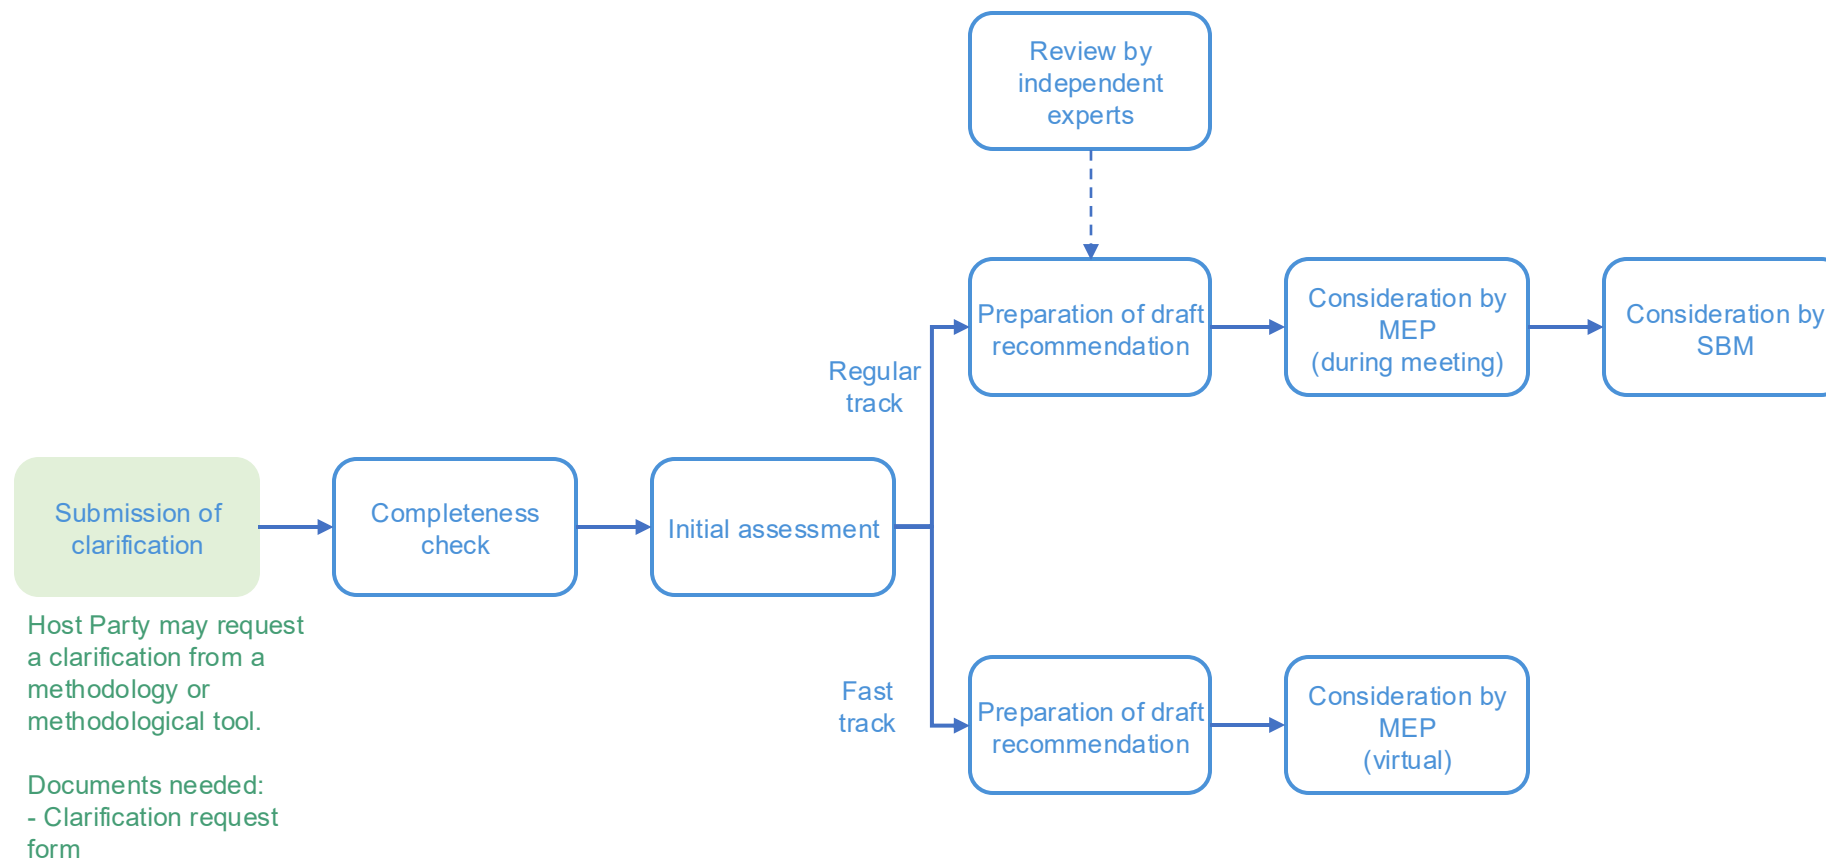 Review by
independent
experts
Preparation of draft
recommendation
Consideration by
MEP
(during meeting)
Consideration by
SBM
Regular
track
Submission of
clarification
Completeness
check
Initial assessment
Host Party may request
a clarification from a
methodology or
methodological tool.
Documents needed:
- Clarification request
form
Fast
track
Preparation of draft
recommendation
Consideration by
MEP
(virtual)